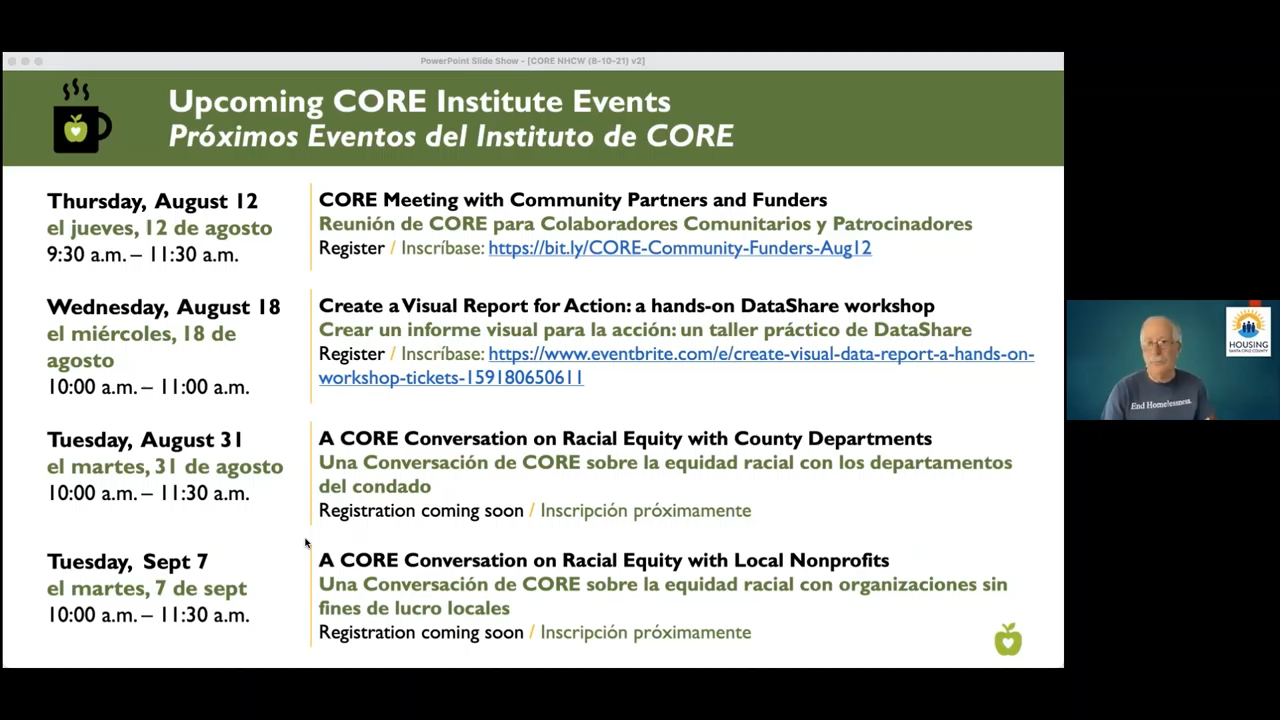 PowerPoint Slide Show - [CORE NHCW (8-10-21) v2]
Upcoming CORE Institute Events
Próximos Eventos del Instituto de CORE
Thursday, August 12
el jueves, 12 de agosto
9:30 a.m. – 11:30 a.m.
CORE Meeting with Community Partners and Funders
Reunión de CORE para Colaboradores Comunitarios y Patrocinadores
Register / Inscríbase: https://bit.ly/CORE-Community-Funders-Aug12
Wednesday, August 18
el miércoles, 18 de
agosto
10:00 a.m. – 11:00 a.m.
Create a Visual Report for Action: a hands-on DataShare workshop
Crear un informe visual para la acción: un taller práctico de DataShare
Register / Inscríbase: https://www.eventbrite.com/e/create-visual-data-report-a-hands-on-
workshop-tickets-159180650611
Tuesday, August 31
el martes, 31 de agosto
10:00 a.m. – 11:30 a.m.
A CORE Conversation on Racial Equity with County Departments
Una Conversación de CORE sobre la equidad racial con los departamentos
del condado
Registration coming soon / Inscripción próximamente
Tuesday, Sept 7
el martes, 7 de sept
10:00 a.m. – 11:30 a.m.
A CORE Conversation on Racial Equity with Local Nonprofits
Una Conversación de CORE sobre la equidad racial con organizaciones sin
fines de lucro locales
Registration coming soon / Inscripción próximamente
HOUSING
SANTA CRUZ COUNTY
End Homelessness.